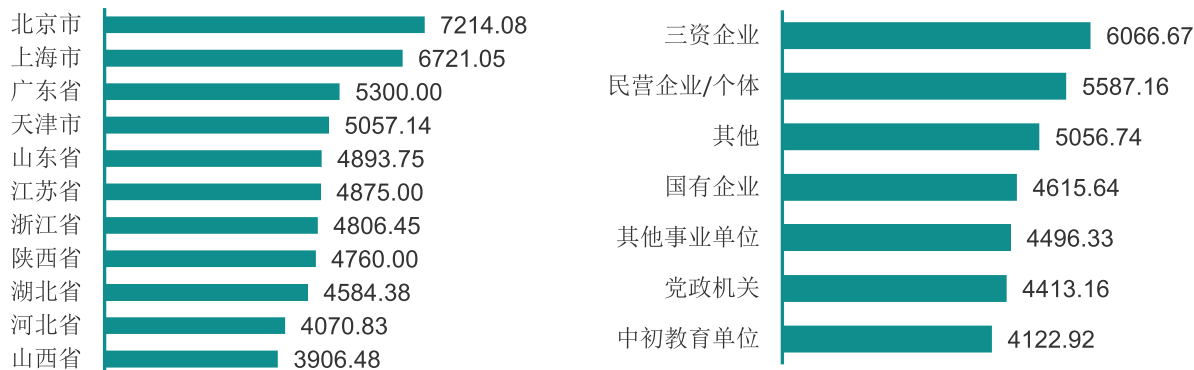 北京市 7214.08
上海市 6721.05
广东省 5300.00
天津市 5057.14
山东省 4893.75
江苏省 4875.00
浙江省 4806.45
陕西省 4760.00
湖北省 4584.38
河北省 4070.83
山西省 3906.48
三资企业 6066.67
民营企业/个体 5587.16
其他 5056.74
国有企业 4615.64
其他事业单位 4496.33
党政机关 4413.16
中初教育单位 4122.92